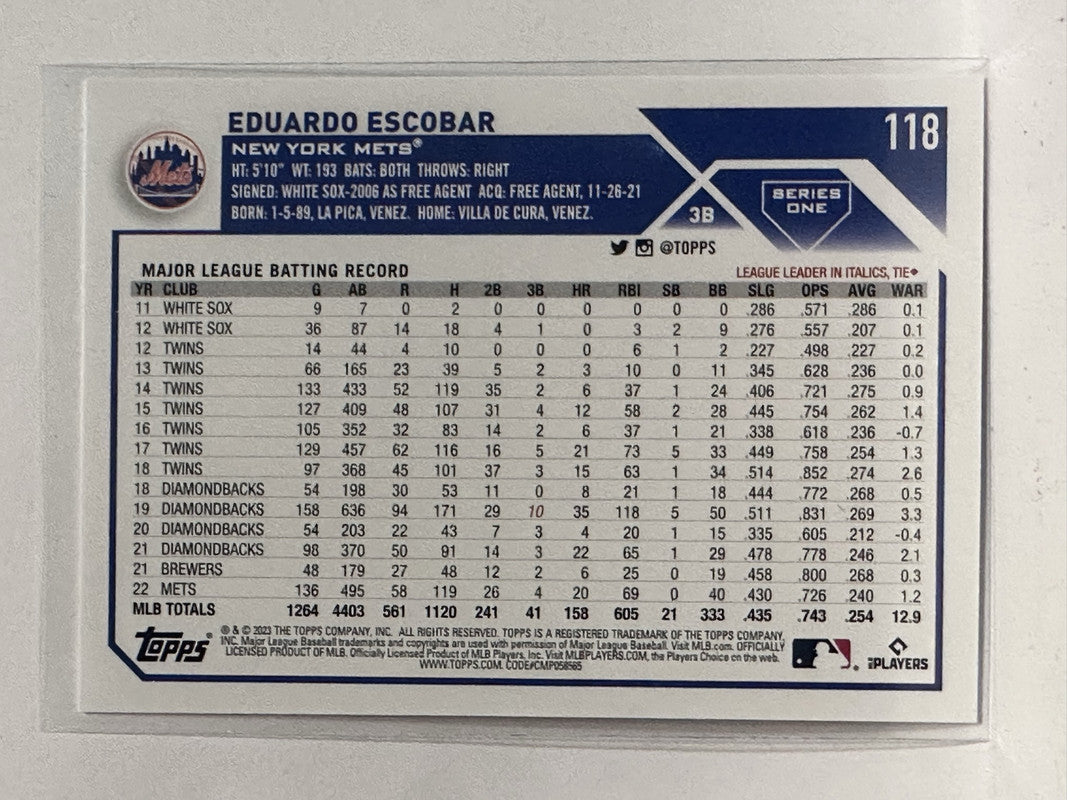 EDUARDO ESCOBAR
118
Mets
NEW YORK METS®
HT: 5'10" WT: 193 BATS: BOTH THROWS: RIGHT
SIGNED: WHITE SOX-2006 AS FREE AGENT ACQ: FREE AGENT, 11-26-21
BORN: 1-5-89, LA PICA, VENEZ. HOME: VILLA DE CURA, VENEZ.
3B
SERIES
ONE
@TOPPS
MAJOR LEAGUE BATTING RECORD
LEAGUE LEADER IN ITALICS, TIE◆
YR CLUB G AB R H 2B 3B HR RBI SB BB SLG OPS AVG WAR
11 WHITE SOX 9 7 0 2 0 0 0 0 0 0 .286 .571 .286 0.1
12 WHITE SOX 36 87 14 18 4 1 0 3 2 9 .276 .557 .207 0.1
12 TWINS 14 44 4 10 0 0 0 6 1 2 .227 .498 .227 0.2
13 TWINS 66 165 23 39 5 2 3 10 0 11 .345 .628 .236 0.0
14 TWINS 133 433 52 119 35 2 6 37 1 24 .406 .721 .275 0.9
15 TWINS 127 409 48 107 31 4 12 58 2 28 .445 .754 .262 1.4
16 TWINS 105 352 32 83 14 2 6 37 1 21 .338 .618 .236 -0.7
17 TWINS 129 457 62 116 16 5 21 73 5 33 .449 .758 .254 1.3
18 TWINS 97 368 45 101 37 3 15 63 1 34 .514 .852 .274 2.6
18 DIAMONDBACKS 54 198 30 53 11 0 8 21 1 18 .444 .772 .268 0.5
19 DIAMONDBACKS 158 636 94 171 29 10 35 118 5 50 .511 .831 .269 3.3
20 DIAMONDBACKS 54 203 22 43 7 3 4 20 1 15 .335 .605 .212 -0.4
21 DIAMONDBACKS 98 370 50 91 14 3 22 65 1 29 .478 .778 .246 2.1
21 BREWERS 48 179 27 48 12 2 6 25 0 19 .458 .800 .268 0.3
22 METS 136 495 58 119 26 4 20 69 0 40 .430 .726 .240 1.2
MLB TOTALS 1264 4403 561 1120 241 41 158 605 21 333 .435 .743 .254 12.9
topps®
® & © 2023 THE TOPPS COMPANY, INC. ALL RIGHTS RESERVED. TOPPS IS A REGISTERED TRADEMARK OF THE TOPPS COMPANY,
INC. Major League Baseball trademarks and copyrights are used with permission of Major League Baseball. Visit MLB.com. OFFICIALLY
LICENSED PRODUCT OF MLB. Officially Licensed Product of MLB Players, Inc. Visit MLBPLAYERS.COM, the Players Choice on the web.
WWW.TOPPS.COM. CODE#CMP058565
MLB PLAYERS